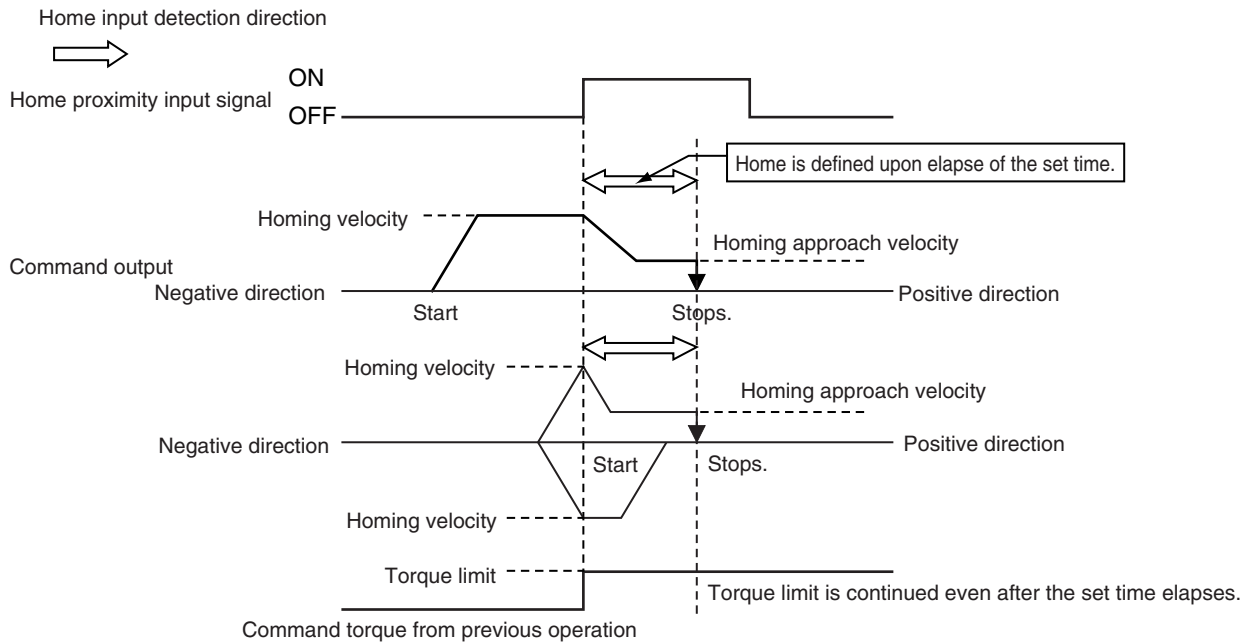 Home input detection direction
ON
Home proximity input signal
OFF
Home is defined upon elapse of the set time.
Homing velocity
Homing approach velocity
Command output
Negative direction
Positive direction
Start
Stops.
Homing velocity
Homing approach velocity
Negative direction
Positive direction
Start
Stops.
Homing velocity
Torque limit
Torque limit is continued even after the set time elapses.
Command torque from previous operation